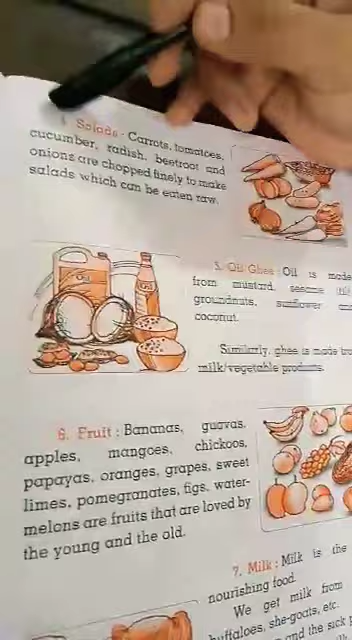 4. Salads : Carrots, tomatoes,
cucumber, radish, beetroot and
onions are chopped finely to make
salads which can be eaten raw.
5. Oil Ghee : Oil is made
from mustard, sesame
groundnuts, sunflower
coconut.
Similarly, ghee is made
milk/vegetable products.
6. Fruit : Bananas, guavas,
apples, mangoes, chickoos,
papayas, oranges, grapes, sweet
limes, pomegranates, figs, water-
melons are fruits that are loved by
the young and the old.
7. Milk : Milk is the
nourishing food.
We get milk from
buffaloes, she-goats, etc.
and the sick